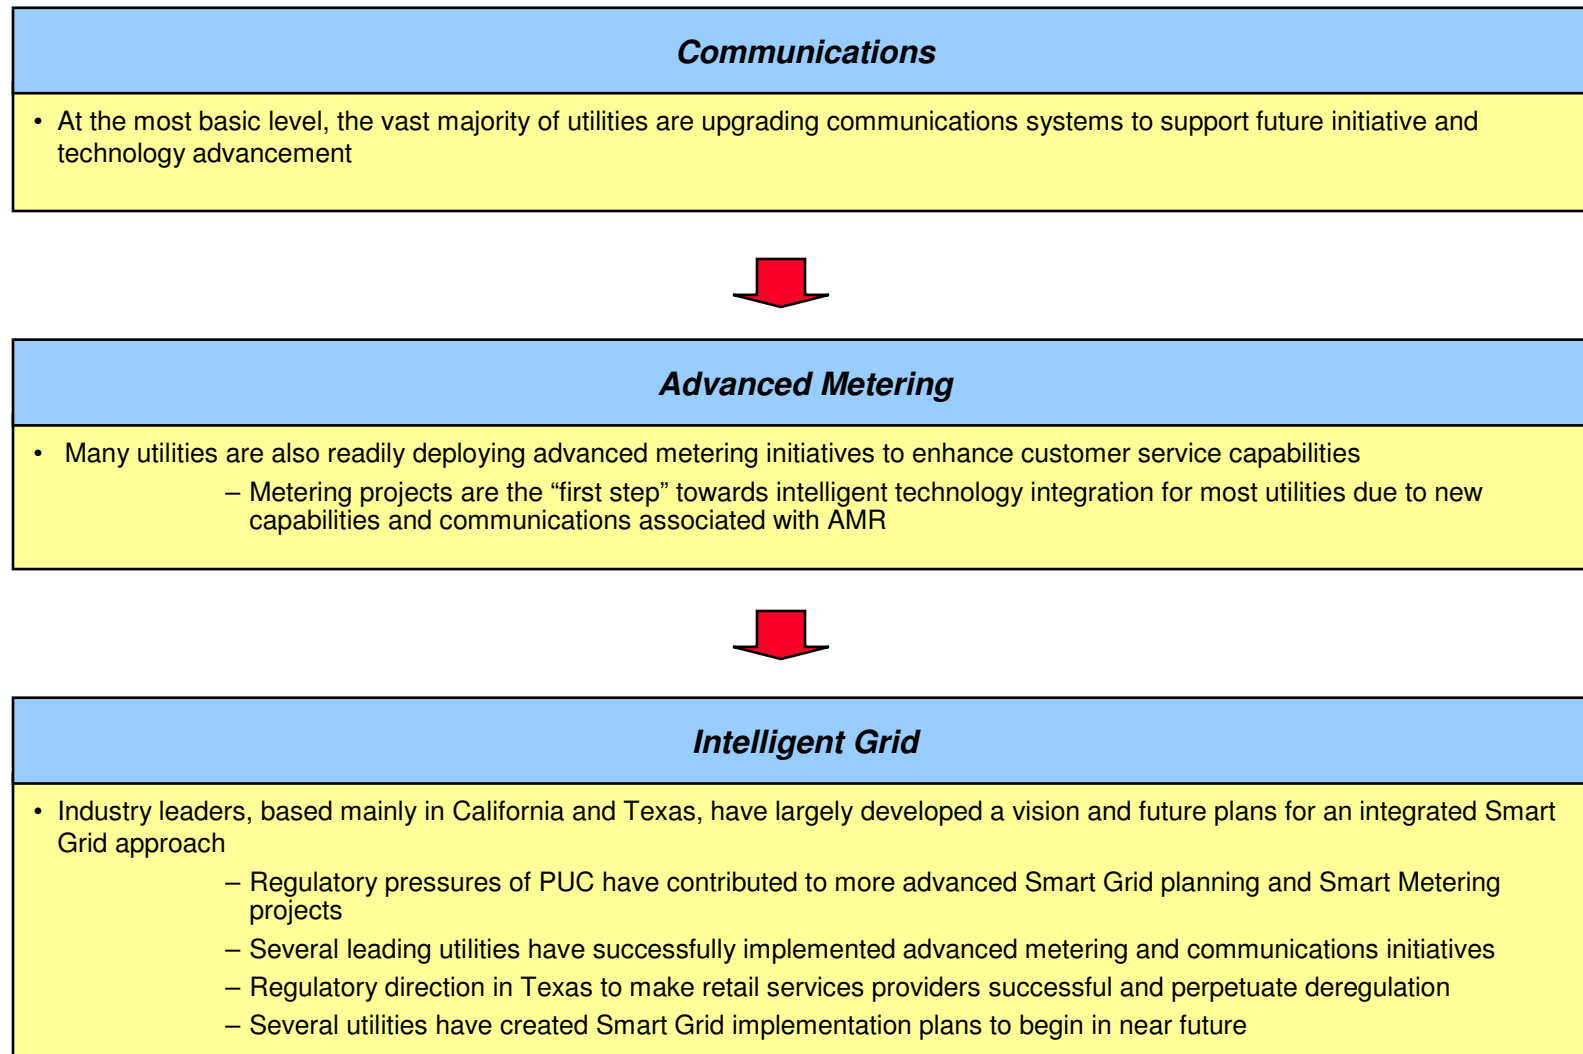 Communications
• At the most basic level, the vast majority of utilities are upgrading communications systems to support future initiative and
technology advancement
Advanced Metering
• Many utilities are also readily deploying advanced metering initiatives to enhance customer service capabilities
– Metering projects are the “first step” towards intelligent technology integration for most utilities due to new
capabilities and communications associated with AMR
Intelligent Grid
• Industry leaders, based mainly in California and Texas, have largely developed a vision and future plans for an integrated Smart
Grid approach
– Regulatory pressures of PUC have contributed to more advanced Smart Grid planning and Smart Metering
projects
– Several leading utilities have successfully implemented advanced metering and communications initiatives
– Regulatory direction in Texas to make retail services providers successful and perpetuate deregulation
– Several utilities have created Smart Grid implementation plans to begin in near future